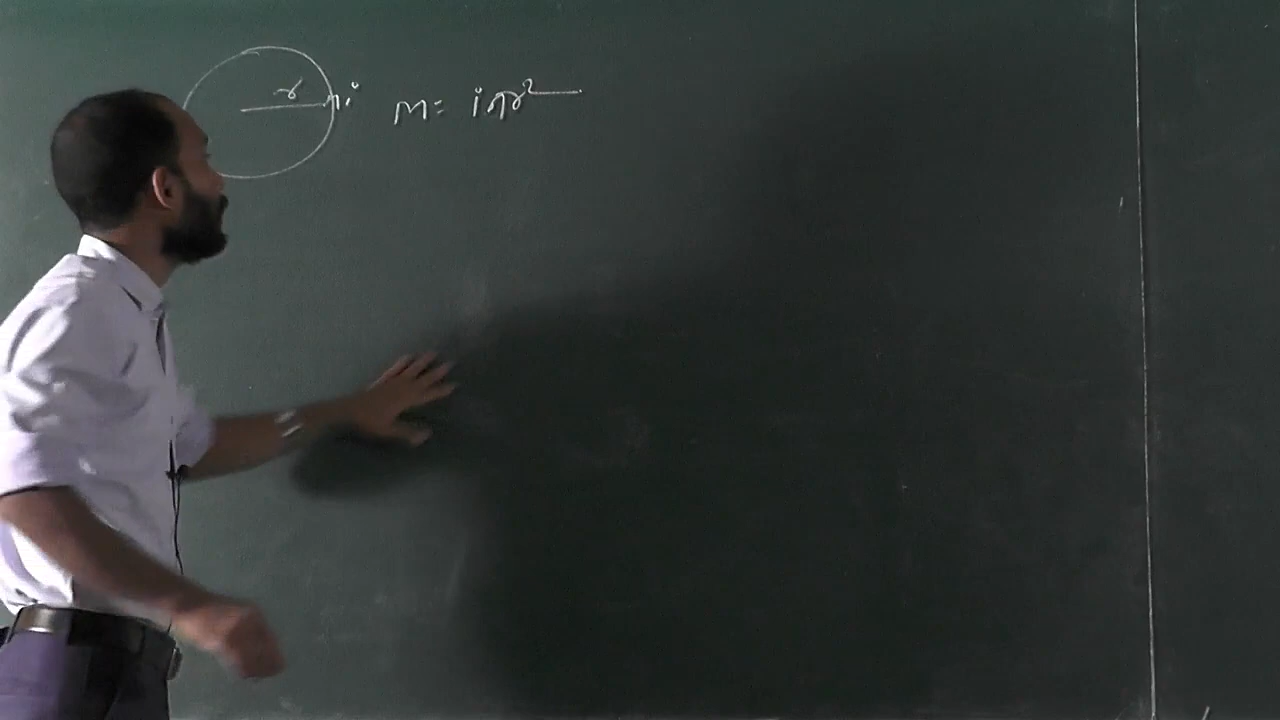 r i
m = iπr²